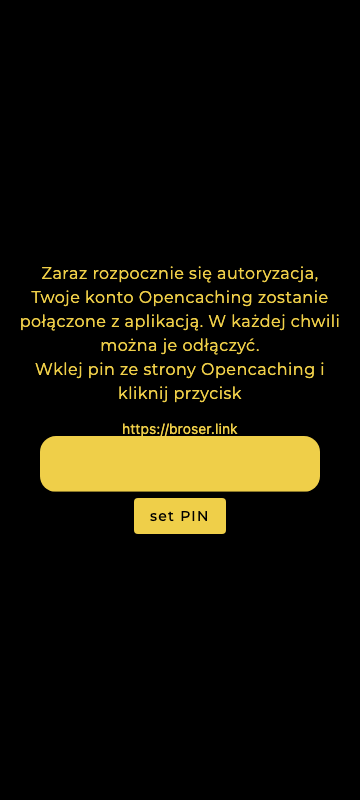 Zaraz rozpocznie się autoryzacja,
Twoje konto Opencaching zostanie
połączone z aplikacją. W każdej chwili
można je odłączyć.
Wklej pin ze strony Opencaching i
kliknij przycisk
https://broser.link
set PIN